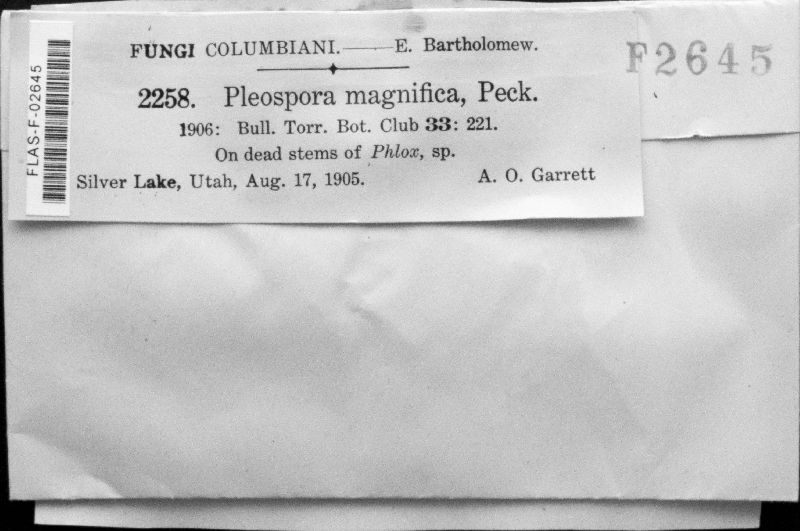 FUNGI COLUMBIANI.——E. Bartholomew.
F2645
2258. Pleospora magnifica, Peck.
1906: Bull. Torr. Bot. Club 33: 221.
On dead stems of Phlox, sp.
Silver Lake, Utah, Aug. 17, 1905. A. O. Garrett
FLAS-F-02645